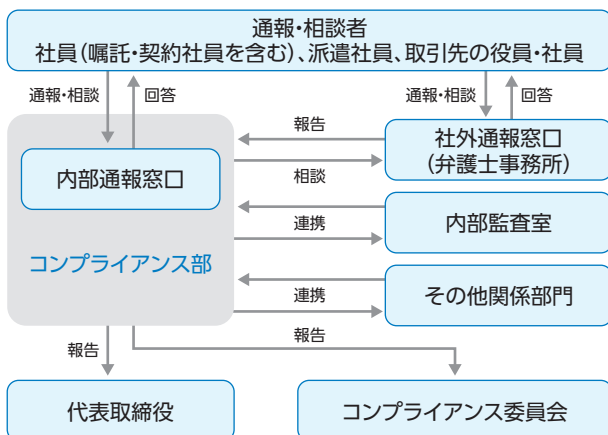 通報・相談者
社員(嘱託・契約社員を含む)、派遣社員、取引先の役員・社員
通報・相談
回答
通報・相談
回答
報告
社外通報窓口
(弁護士事務所)
内部通報窓口
相談
内部監査室
連携
コンプライアンス部
その他関係部門
連携
報告
報告
代表取締役
コンプライアンス委員会